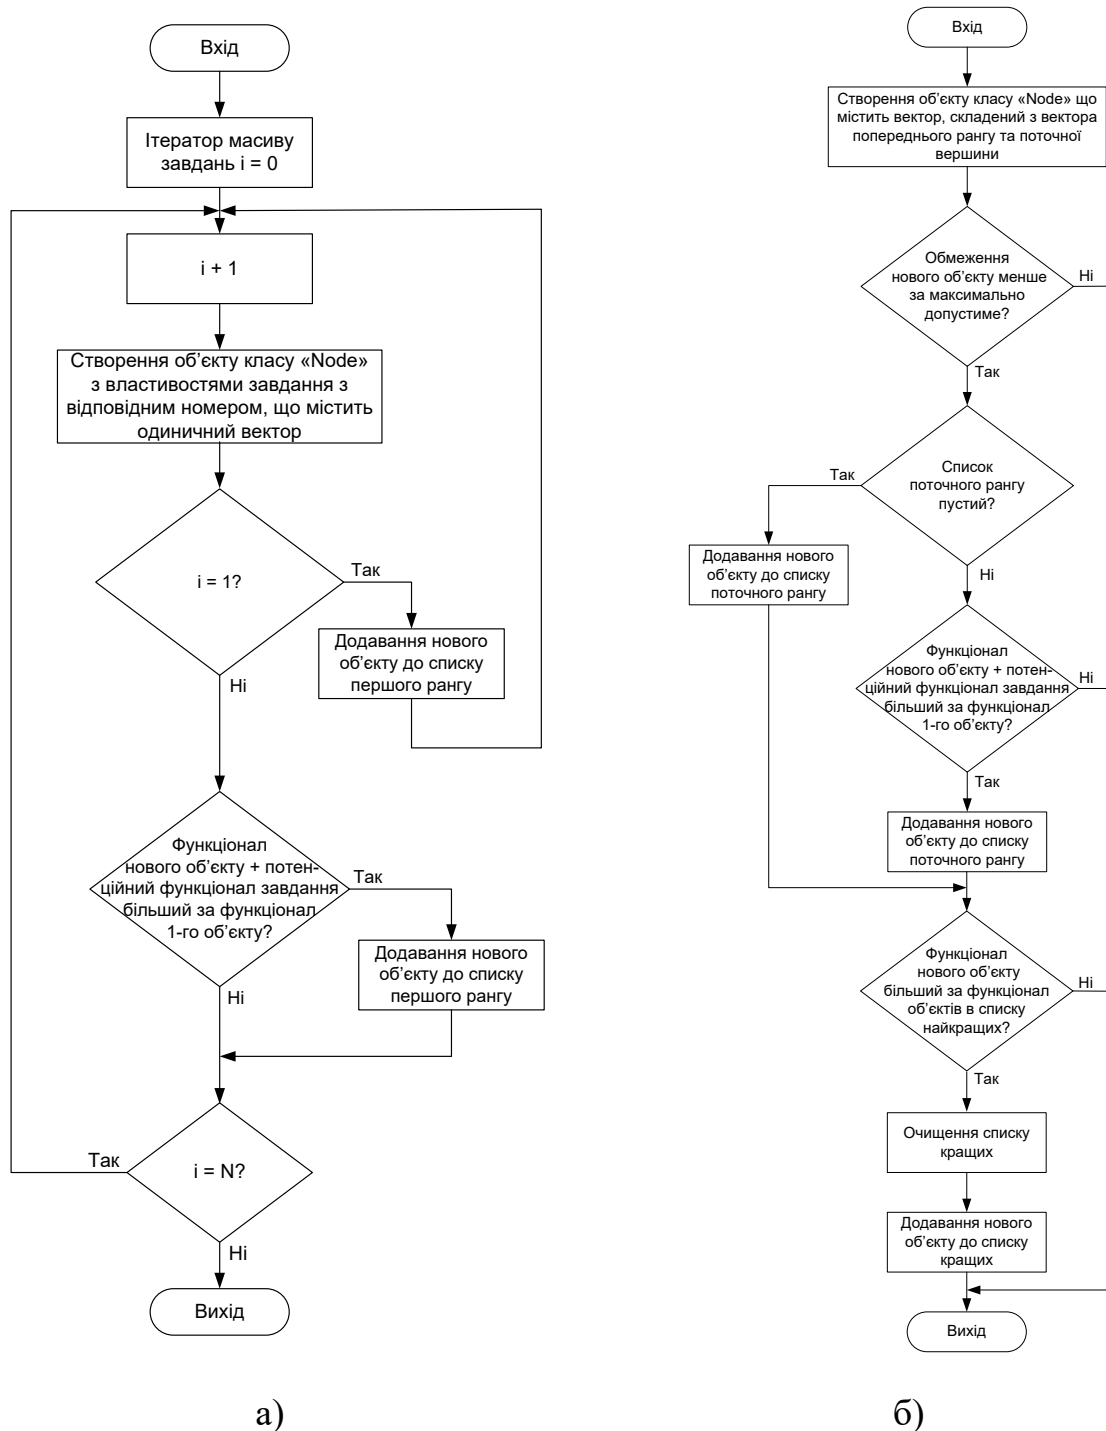 Вхід
Ітератор масиву
завдань i = 0
i + 1
Створення об’єкту класу «Node»
з властивостями завдання з
відповідним номером, що містить
одиничний вектор
i = 1?
Так
Ні
Додавання нового
об’єкту до списку
першого рангу
Функціонал
нового об’єкту + потен-
ційний функціонал завдання
більший за функціонал
1-го об’єкту?
Так
Ні
Додавання нового
об’єкту до списку
першого рангу
i = N?
Так
Ні
Вихід
а)
Вхід
Створення об’єкту класу «Node» що
містить вектор, складений з вектора
попереднього рангу та поточної
вершини
Обмеження
нового об’єкту менше
за максимально
допустиме?
Ні
Так
Список
поточного рангу
пустий?
Так
Ні
Додавання нового
об’єкту до списку
поточного рангу
Функціонал
нового об’єкту + потен-
ційний функціонал завдання
більший за функціонал
1-го об’єкту?
Ні
Так
Додавання нового
об’єкту до списку
поточного рангу
Функціонал
нового об’єкту
більший за функціонал
об’єктів в списку
найкращих?
Ні
Так
Очищення списку
кращих
Додавання нового
об’єкту до списку
кращих
Вихід
б)